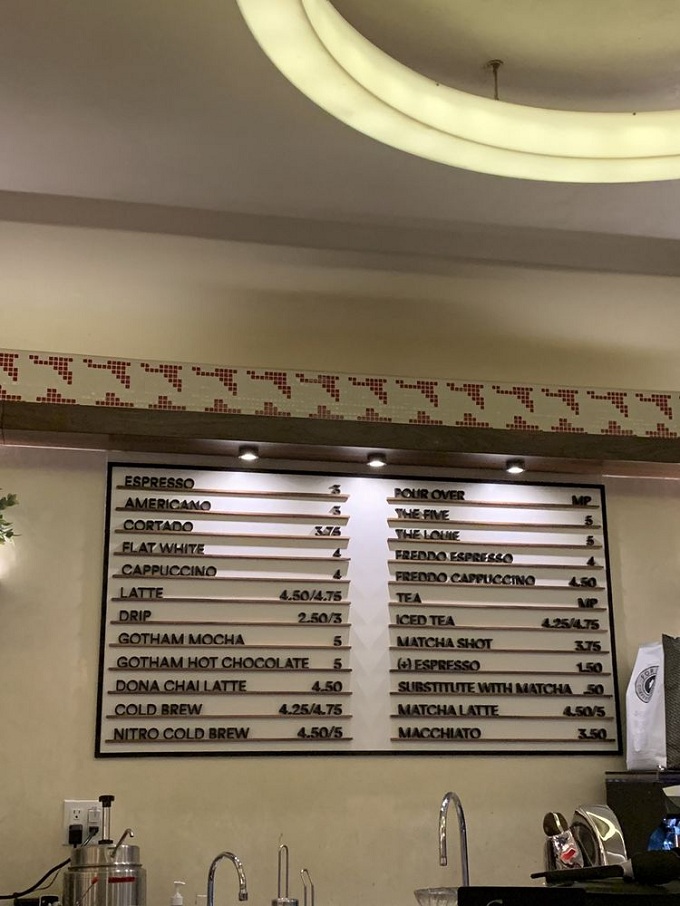 ESPRESSO 3
AMERICANO 3
CORTADO 3.75
FLAT WHITE 4
CAPPUCCINO 4
LATTE 4.50/4.75
DRIP 2.50/3
GOTHAM MOCHA 5
GOTHAM HOT CHOCOLATE 5
DONA CHAI LATTE 4.50
COLD BREW 4.25/4.75
NITRO COLD BREW 4.50/5
POUR OVER MP
THE FIVE 5
THE LOUIE 5
FREDDO ESPRESSO 4
FREDDO CAPPUCCINO 4.50
TEA MP
ICED TEA 4.25/4.75
MATCHA SHOT 3.75
(+) ESPRESSO 1.50
SUBSTITUTE WITH MATCHA .50
MATCHA LATTE 4.50/5
MACCHIATO 3.50